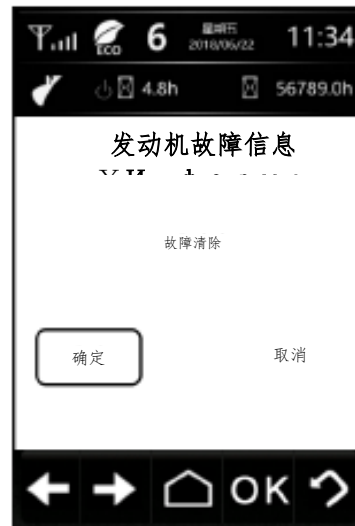 ECO 6 星期五 11:34
2018/06/22
4.8h 56789.0h
发动机故障信息
故障清除
确定 取消
OK